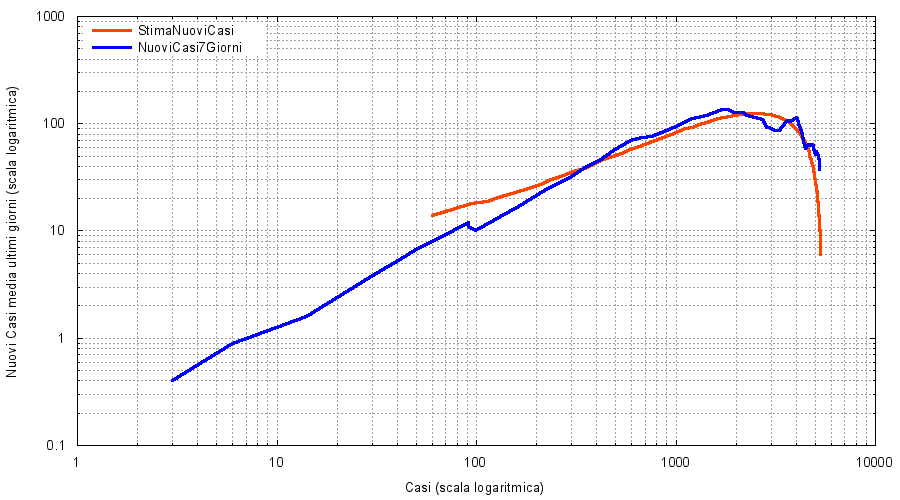 1000
100
10
1
0.1
StimaNuoviCasi
NuoviCasi7Giorni
Nuovi Casi media ultimi giorni (scala logaritmica)
1 10 100 1000 10000
Casi (scala logaritmica)